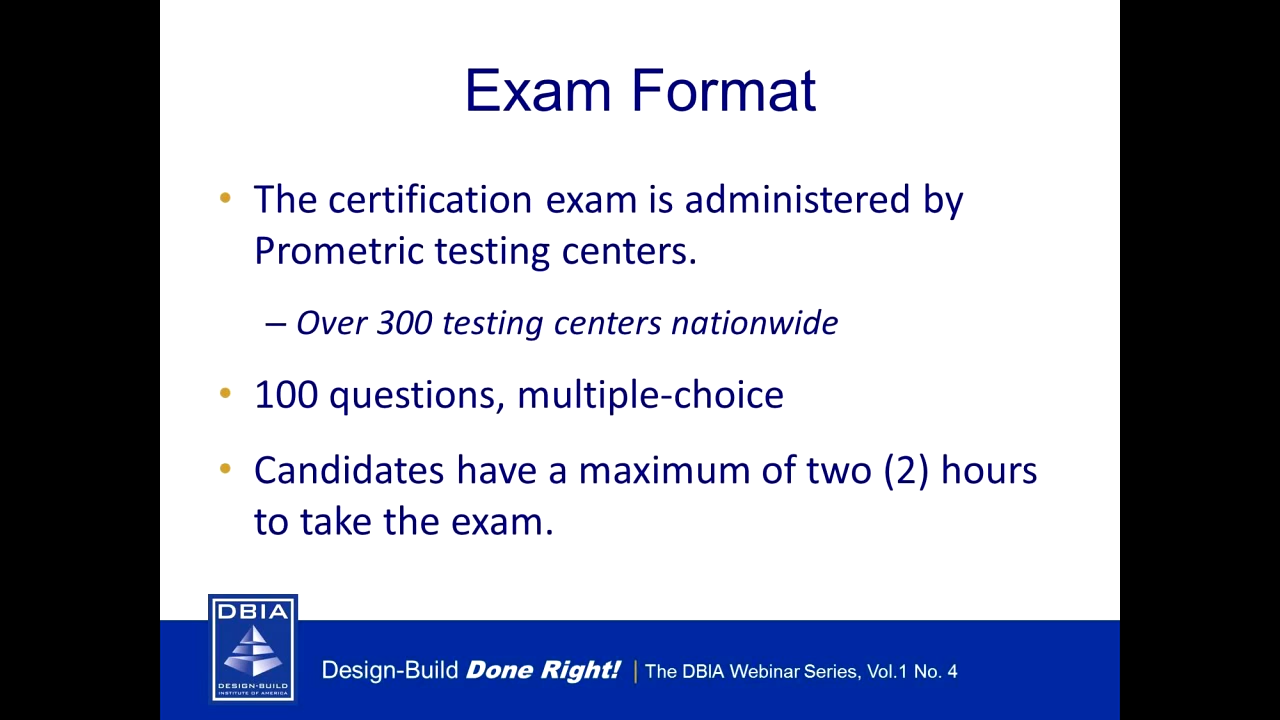 Exam Format
• The certification exam is administered by
Prometric testing centers.
– Over 300 testing centers nationwide
• 100 questions, multiple-choice
• Candidates have a maximum of two (2) hours
to take the exam.
DBIA
DESIGN-BUILD
INSTITUTE OF AMERICA
Design-Build Done Right! | The DBIA Webinar Series, Vol.1 No. 4